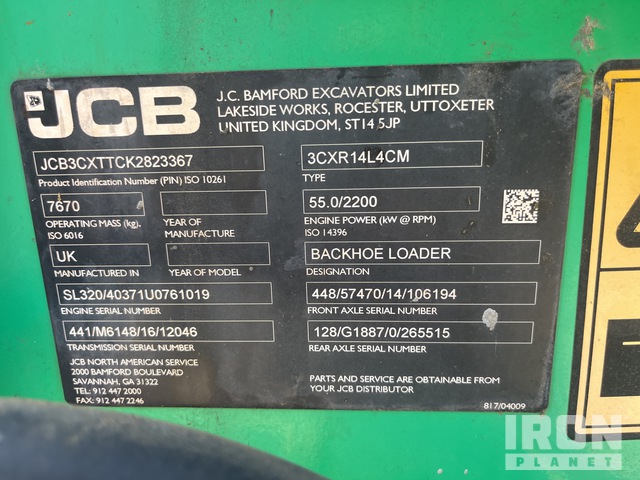 JCB
J.C. BAMFORD EXCAVATORS LIMITED
LAKESIDE WORKS, ROCESTER, UTTOXETER
UNITED KINGDOM, ST14 5JP
JCB3CXTTCK2823367
Product Identification Number (PIN) ISO 10261
3CXR14L4CM
TYPE
7670
OPERATING MASS (kg),
ISO 6016
YEAR OF
MANUFACTURE
55.0/2200
ENGINE POWER (kW @ RPM)
ISO 14396
UK
MANUFACTURED IN
YEAR OF MODEL
BACKHOE LOADER
DESIGNATION
SL320/40371U0761019
ENGINE SERIAL NUMBER
448/57470/14/106194
FRONT AXLE SERIAL NUMBER
441/M6148/16/12046
TRANSMISSION SERIAL NUMBER
128/G1887/0/265515
REAR AXLE SERIAL NUMBER
JCB NORTH AMERICAN SERVICE
2000 BAMFORD BOULEVARD
SAVANNAH, GA 31322
TEL: 912 447 2000
FAX: 912 447 2246
PARTS AND SERVICE ARE OBTAINABLE FROM
YOUR JCB DISTRIBUTOR
817/04009
IRON
PLANET